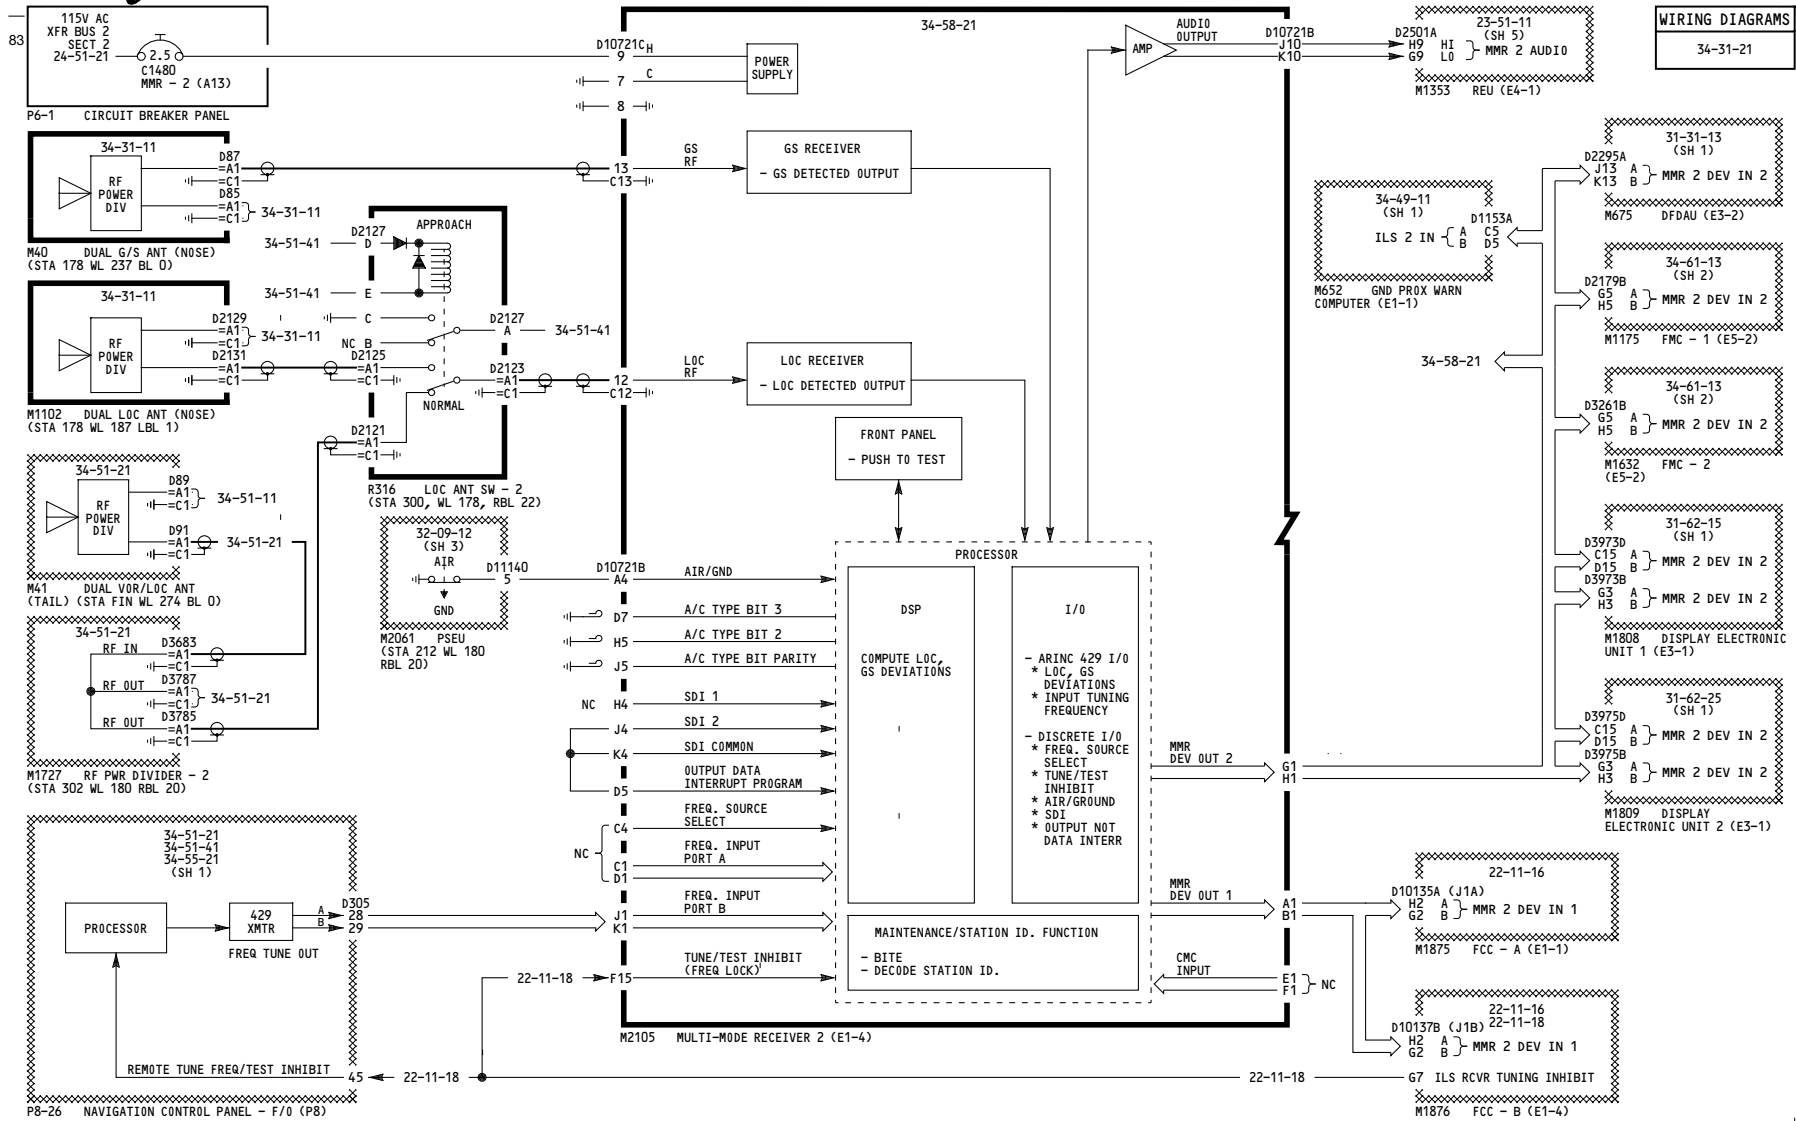 83
115V AC
XFR BUS 2
SECT 2
24-51-21
2.5
C1480
MMR - 2 (A13)
P6-1 CIRCUIT BREAKER PANEL
34-58-21
WIRING DIAGRAMS
34-31-21
D10721C
9 H
7 C
8
POWER
SUPPLY
AMP
AUDIO
OUTPUT
D10721B
J10
K10
D2501A
H9 HI
G9 LO
23-51-11
(SH 5)
MMR 2 AUDIO
M1353 REU (E4-1)
34-31-11
RF
POWER
DIV
D87
=A1
=C1
D85
=A1
=C1
34-31-11
M40 DUAL G/S ANT (NOSE)
(STA 178 WL 237 BL 0)
13
C13
GS
RF
GS RECEIVER
- GS DETECTED OUTPUT
34-31-11
RF
POWER
DIV
D2129
=A1
=C1
34-31-11
D2131
=A1
=C1
M1102 DUAL LOC ANT (NOSE)
(STA 178 WL 187 LBL 1)
APPROACH
D2127
34-51-41 D
34-51-41 E
C
NC B
D2125
=A1
=C1
D2127
A 34-51-41
D2123
=A1
=C1
NORMAL
D2121
=A1
=C1
R316 LOC ANT SW - 2
(STA 300, WL 178, RBL 22)
12
C12
LOC
RF
LOC RECEIVER
- LOC DETECTED OUTPUT
FRONT PANEL
- PUSH TO TEST
34-51-21
RF
POWER
DIV
D89
=A1
=C1
34-51-11
D91
=A1
=C1
34-51-21
M41 DUAL VOR/LOC ANT
(TAIL) (STA FIN WL 274 BL 0)
34-51-21
RF IN
D3683
=A1
=C1
RF OUT
D3787
=A1
=C1
34-51-21
RF OUT
D3785
=A1
=C1
M1727 RF PWR DIVIDER - 2
(STA 302 WL 180 RBL 20)
32-09-12
(SH 3)
AIR
GND
D11140
5
M2061 PSEU
(STA 212 WL 180
RBL 20)
D10721B
A4 AIR/GND
D7 A/C TYPE BIT 3
H5 A/C TYPE BIT 2
J5 A/C TYPE BIT PARITY
NC H4 SDI 1
J4 SDI 2
K4 SDI COMMON
OUTPUT DATA
D5 INTERRUPT PROGRAM
FREQ. SOURCE
C4 SELECT
NC
FREQ. INPUT
PORT A
C1
D1
FREQ. INPUT
PORT B
J1
K1
TUNE/TEST INHIBIT
(FREQ LOCK)
22-11-18 F15
PROCESSOR
DSP
COMPUTE LOC,
GS DEVIATIONS
I/O
- ARINC 429 I/O
* LOC, GS
DEVIATIONS
* INPUT TUNING
FREQUENCY
- DISCRETE I/O
* FREQ. SOURCE
SELECT
* TUNE/TEST
INHIBIT
* AIR/GROUND
* SDI
* OUTPUT NOT
DATA INTERR
MAINTENANCE/STATION ID. FUNCTION
- BITE
- DECODE STATION ID.
MMR
DEV OUT 2
G1
H1
MMR
DEV OUT 1
A1
B1
CMC
INPUT
E1
F1
NC
M2105 MULTI-MODE RECEIVER 2 (E1-4)
34-51-21
34-51-41
34-55-21
(SH 1)
PROCESSOR
429
XMTR
FREQ TUNE OUT
D305
A 28
B 29
REMOTE TUNE FREQ/TEST INHIBIT 45 22-11-18
P8-26 NAVIGATION CONTROL PANEL - F/O (P8)
22-11-18
31-31-13
(SH 1)
D2295A
J13 A
K13 B
MMR 2 DEV IN 2
M675 DFDAU (E3-2)
34-49-11
(SH 1)
D1153A
ILS 2 IN
A C5
B D5
M652 GND PROX WARN
COMPUTER (E1-1)
34-61-13
(SH 2)
D2179B
G5 A
H5 B
MMR 2 DEV IN 2
M1175 FMC - 1 (E5-2)
34-58-21
34-61-13
(SH 2)
D3261B
G5 A
H5 B
MMR 2 DEV IN 2
M1632 FMC - 2
(E5-2)
31-62-15
(SH 1)
D3973D
C15 A
D15 B
MMR 2 DEV IN 2
D3973B
G3 A
H3 B
MMR 2 DEV IN 2
M1808 DISPLAY ELECTRONIC
UNIT 1 (E3-1)
31-62-25
(SH 1)
D3975D
C15 A
D15 B
MMR 2 DEV IN 2
D3975B
G3 A
H3 B
MMR 2 DEV IN 2
M1809 DISPLAY
ELECTRONIC UNIT 2 (E3-1)
22-11-16
D10135A (J1A)
H2 A
G2 B
MMR 2 DEV IN 1
M1875 FCC - A (E1-1)
22-11-16
22-11-18
D10137B (J1B)
H2 A
G2 B
MMR 2 DEV IN 1
G7 ILS RCVR TUNING INHIBIT
M1876 FCC - B (E1-4)